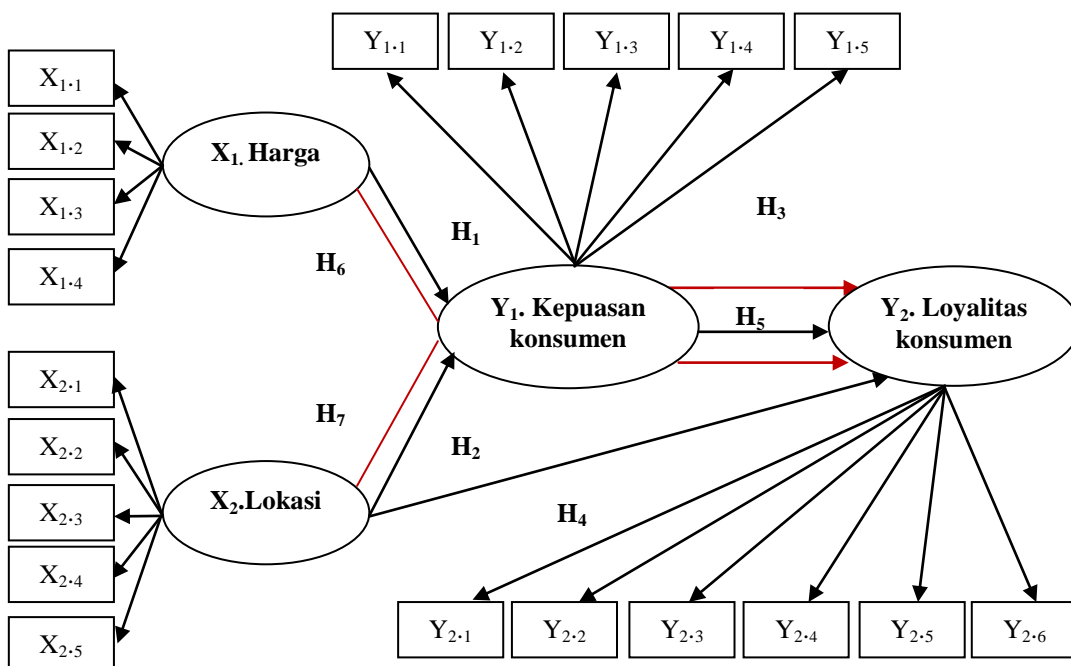 Y₁.₁ Y₁.₂ Y₁.₃ Y₁.₄ Y₁.₅
X₁.₁
X₁.₂
X₁.₃
X₁.₄
X₁. Harga
H₁
H₃
H₆
Y₁. Kepuasan
konsumen
H₅
Y₂. Loyalitas
konsumen
X₂.₁
X₂.₂
X₂.₃
X₂.₄
X₂.₅
H₇
H₂
X₂.Lokasi
H₄
Y₂.₁ Y₂.₂ Y₂.₃ Y₂.₄ Y₂.₅ Y₂.₆